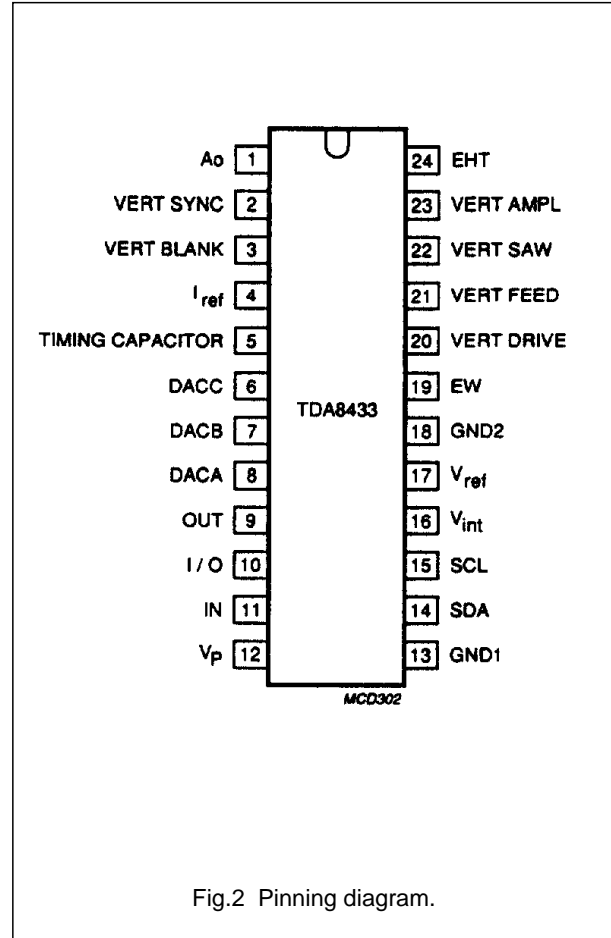 Ao 1 24 EHT
VERT SYNC 2 23 VERT AMPL
VERT BLANK 3 22 VERT SAW
Iref 4 21 VERT FEED
TIMING CAPACITOR 5 20 VERT DRIVE
DACC 6 19 EW
TDA8433
DACB 7 18 GND2
DACA 8 17 Vref
OUT 9 16 Vint
I / O 10 15 SCL
IN 11 14 SDA
VP 12 13 GND1
MCD302
Fig.2 Pinning diagram.